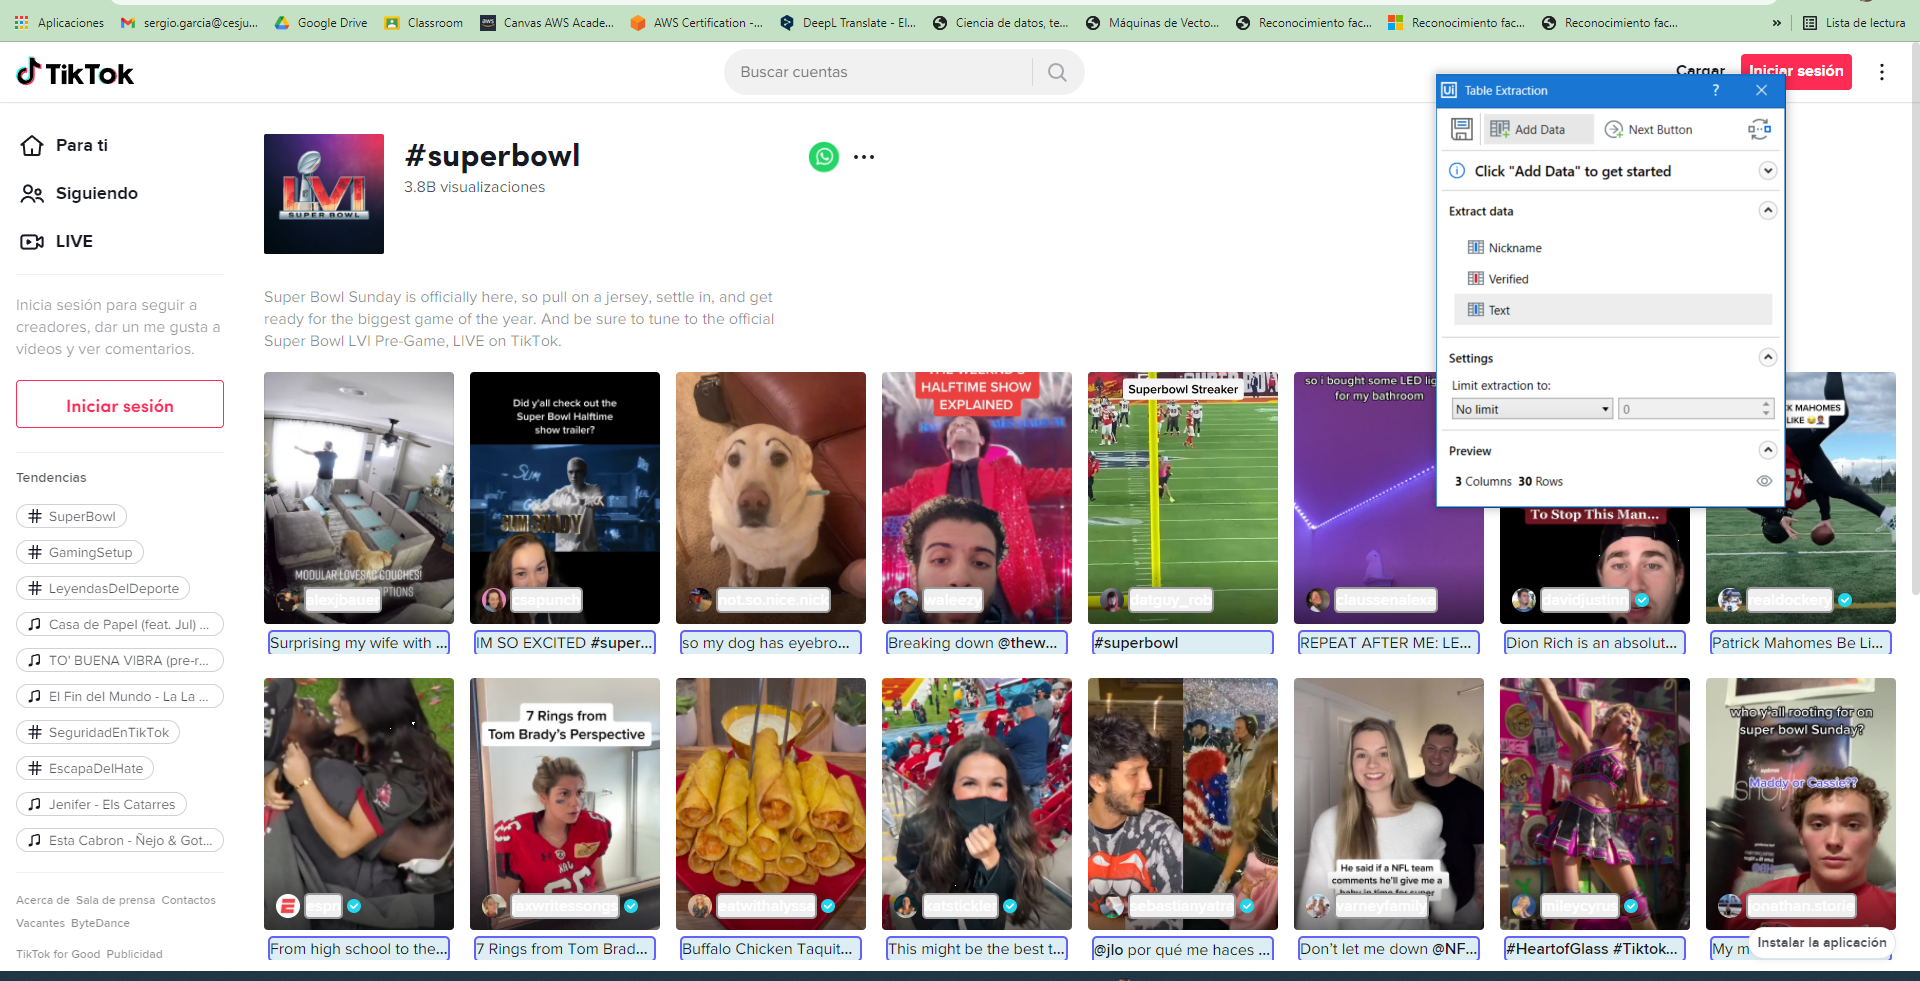 Aplicaciones
sergio.garcia@cesju...
Google Drive
Classroom
aws
Canvas AWS Acade...
AWS Certification -...
DeepL Translate - El...
Ciencia de datos, te...
Máquinas de Vecto...
Reconocimiento fac...
Reconocimiento fac...
Reconocimiento fac...
»
Lista de lectura
TikTok
Buscar cuentas
Cargar
Iniciar sesión
Para ti
Siguiendo
LIVE
Inicia sesión para seguir a
creadores, dar un me gusta a
videos y ver comentarios.
Iniciar sesión
Tendencias
# SuperBowl
# GamingSetup
# LeyendasDelDeporte
Casa de Papel (feat. Jul) ...
TO' BUENA VIBRA (pre-r...
El Fin del Mundo - La La ...
# SeguridadEnTikTok
# EscapaDelHate
Jenifer - Els Catarres
Esta Cabron - Ñejo & Got...
Acerca de Sala de prensa Contactos
Vacantes ByteDance
TikTok for Good Publicidad
LVI
SUPER BOWL
#superbowl
3.8B visualizaciones
Super Bowl Sunday is officially here, so pull on a jersey, settle in, and get
ready for the biggest game of the year. And be sure to tune to the official
Super Bowl LVI Pre-Game, LIVE on TikTok.
Ui Table Extraction
?
Add Data
Next Button
Click "Add Data" to get started
Extract data
Nickname
Verified
Text
Settings
Limit extraction to:
No limit
0
Preview
3 Columns 30 Rows
MODULAR LOVESAC COUCHES!
alexjbauer
Surprising my wife with ...
Did y'all check out the
Super Bowl Halftime
show trailer?
SLIM SHADY
csapunch
IM SO EXCITED #super...
not.so.nice.nick
so my dog has eyebro...
THE WEEKND'S
HALFTIME SHOW
EXPLAINED
waleezy
Breaking down @thew...
Superbowl Streaker
datguy_rob
#superbowl
so i bought some LED lig
for my bathroom
claussenalexa
REPEAT AFTER ME: LE...
To Stop This Man...
davidjustinn
Dion Rich is an absolut...
CK MAHOMES
LIKE
realdockery
Patrick Mahomes Be Li...
espn
From high school to the...
7 Rings from
Tom Brady's Perspective
jaxwritessongs
7 Rings from Tom Brad...
eatwithalyssa
Buffalo Chicken Taquit...
katstickler
This might be the best t...
sebastianyatra
@jlo por qué me haces ...
He said if a NFL team
comments he'll give me a
baby in time for super
varneyfamily
Don't let me down @NF...
mileycyrus
#HeartofGlass #Tiktok...
who y'all rooting for on
super bowl Sunday?
Maddy or Cassie??
jonathan.storie
My m
Instalar la aplicación